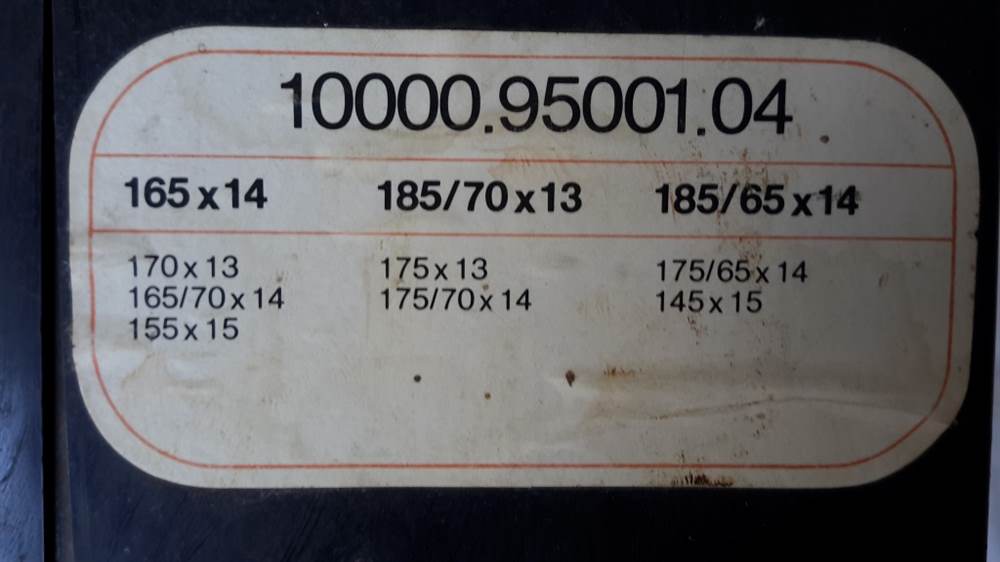 10000.95001.04
165 x 14 185/70 x 13 185/65 x 14
170 x 13 175 x 13 175/65 x 14
165/70 x 14 175/70 x 14 145 x 15
155 x 15